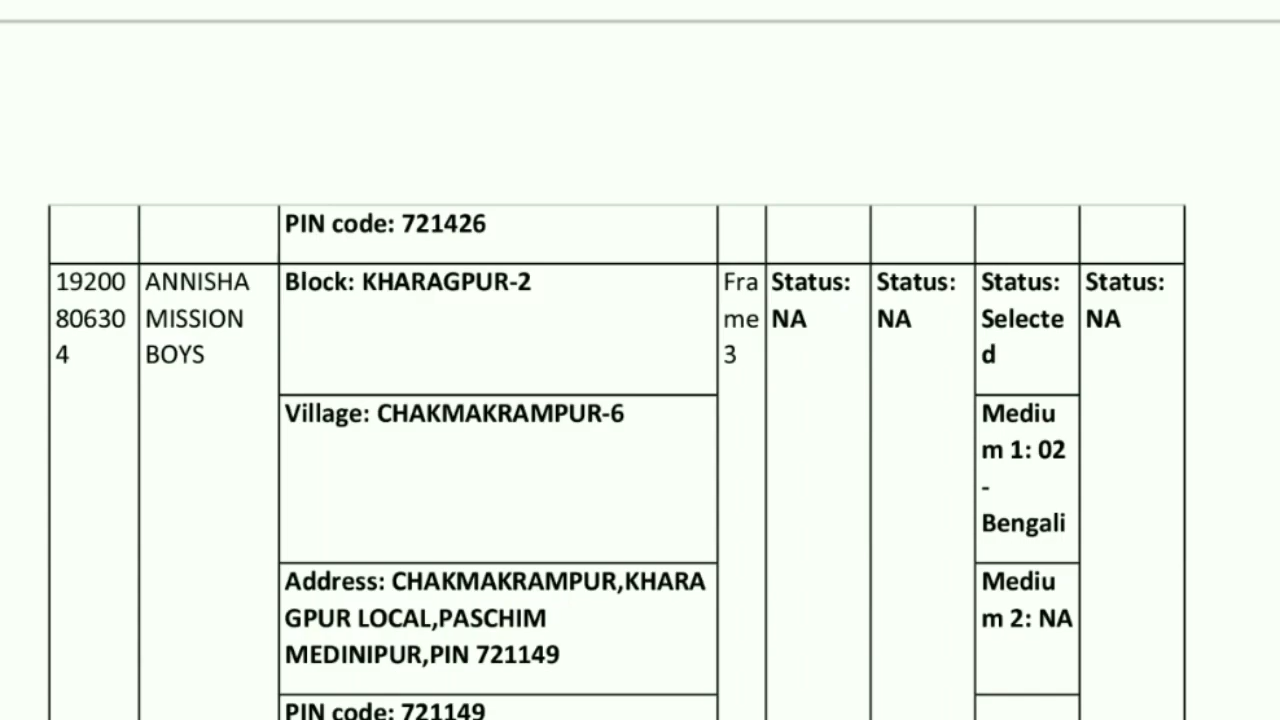 PIN code: 721426
19200
80630
4
ANNISHA
MISSION
BOYS
Block: KHARAGPUR-2
Village: CHAKMAKRAMPUR-6
Address: CHAKMAKRAMPUR,KHARA
GPUR LOCAL,PASCHIM
MEDINIPUR,PIN 721149
PIN code: 721149
Fra
me
3
Status:
NA
Status:
NA
Status:
Selecte
d
Mediu
m 1: 02
-
Bengali
Mediu
m 2: NA
Status:
NA